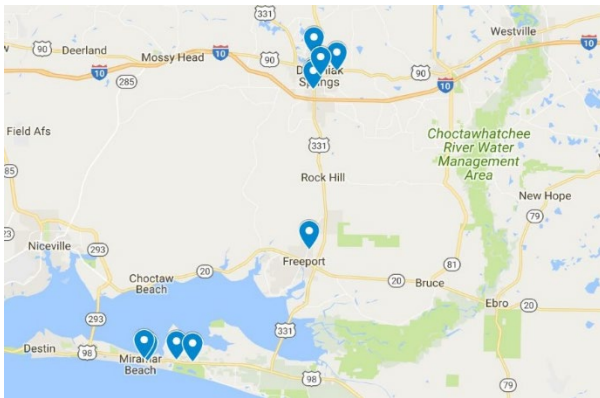 331
Westville
90
Deerland
Mossy Head
90
10
Springs
90
10
10
285
Field Afs
Choctawhatchee
River Water
Management
Area
331
85
Rock Hill
New Hope
79
23
Niceville
293
Freeport
81
Choctaw
Beach
20
20
Bruce
Ebro
20
293
331
Destin
98
Miramar
Beach
98
79